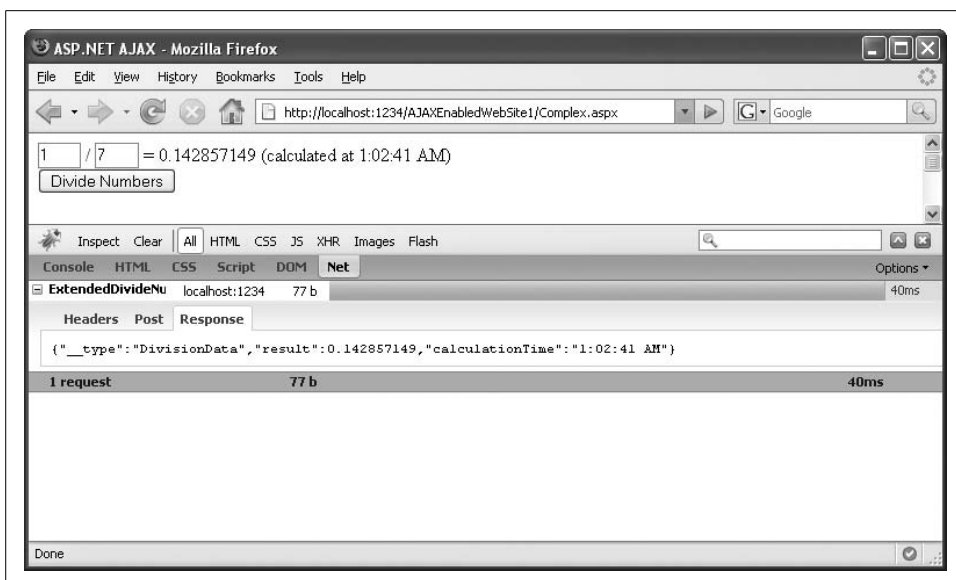 ASP.NET AJAX - Mozilla Firefox
File Edit View History Bookmarks Tools Help
http://localhost:1234/AJAXEnabledWebSite1/Complex.aspx G Google
1 / 7 = 0.142857149 (calculated at 1:02:41 AM)
Divide Numbers
Inspect Clear All HTML CSS JS XHR Images Flash
Console HTML CSS Script DOM Net Options
ExtendedDivideNu localhost:1234 77 b 40ms
Headers Post Response
{"__type":"DivisionData","result":0.142857149,"calculationTime":"1:02:41 AM"}
1 request 77 b 40ms
Done